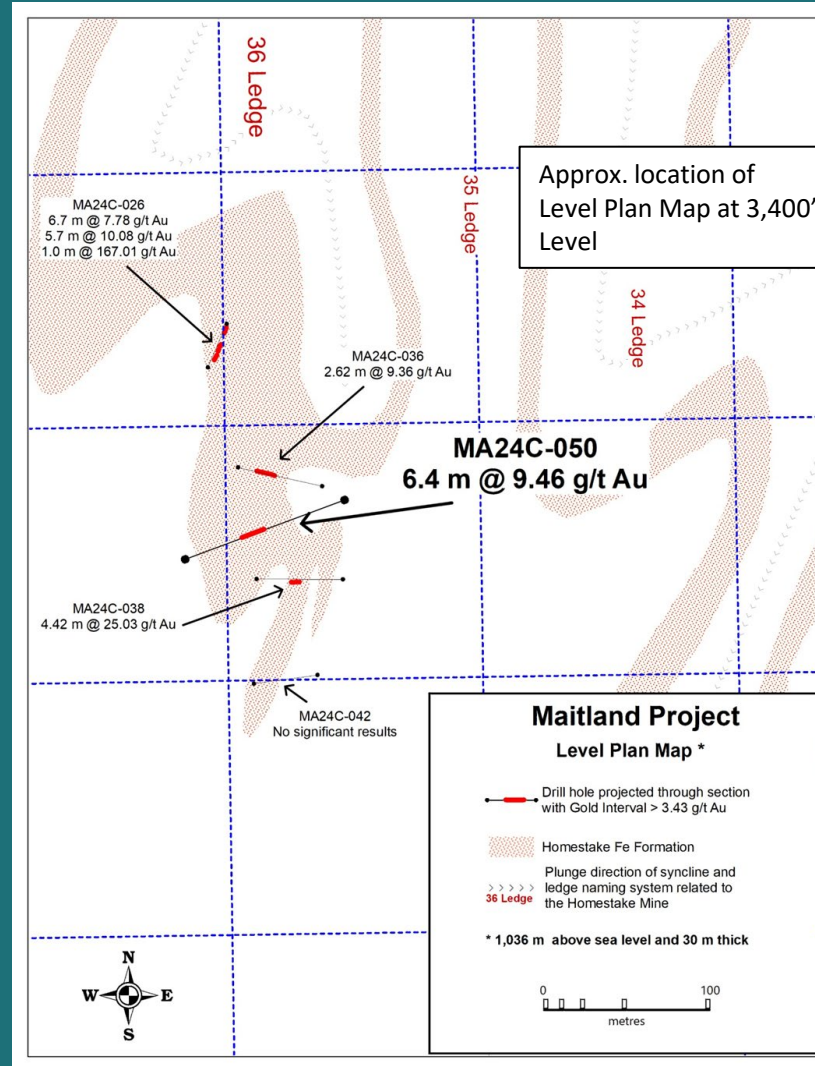 36 Ledge
Approx. location of
Level Plan Map at 3,400'
Level
35 Ledge
MA24C-026
6.7 m @ 7.78 g/t Au
5.7 m @ 10.08 g/t Au
1.0 m @ 167.01 g/t Au
34 Ledge
MA24C-036
2.62 m @ 9.36 g/t Au
MA24C-050
6.4 m @ 9.46 g/t Au
MA24C-038
4.42 m @ 25.03 g/t Au
MA24C-042
No significant results
Maitland Project
Level Plan Map *
Drill hole projected through section
with Gold Interval > 3.43 g/t Au
Homestake Fe Formation
Plunge direction of syncline and
36 Ledge ledge naming system related to
the Homestake Mine
* 1,036 m above sea level and 30 m thick
0 100
metres
N
W E
S